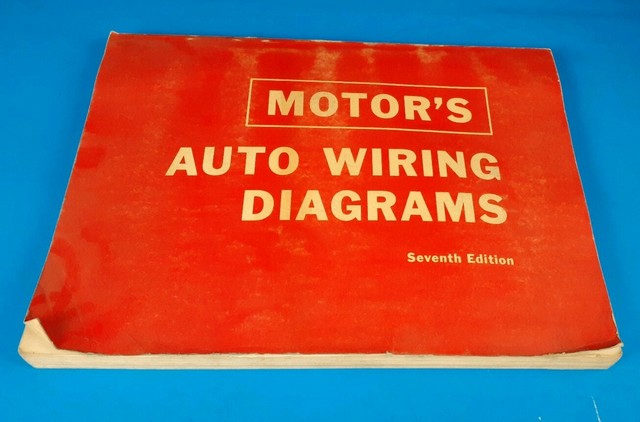 MOTOR'S
AUTO WIRING
DIAGRAMS
Seventh Edition